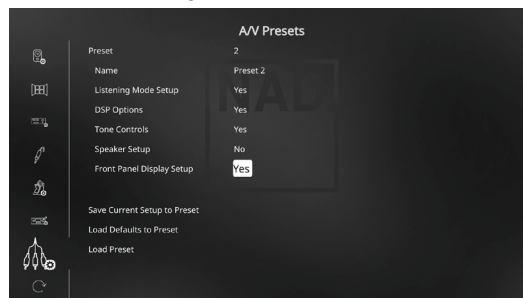 A/V Presets
Preset 2
Name Preset 2
Listening Mode Setup Yes
DSP Options Yes
Tone Controls Yes
Speaker Setup No
Front Panel Display Setup Yes
Save Current Setup to Preset
Load Defaults to Preset
Load Preset
NAD